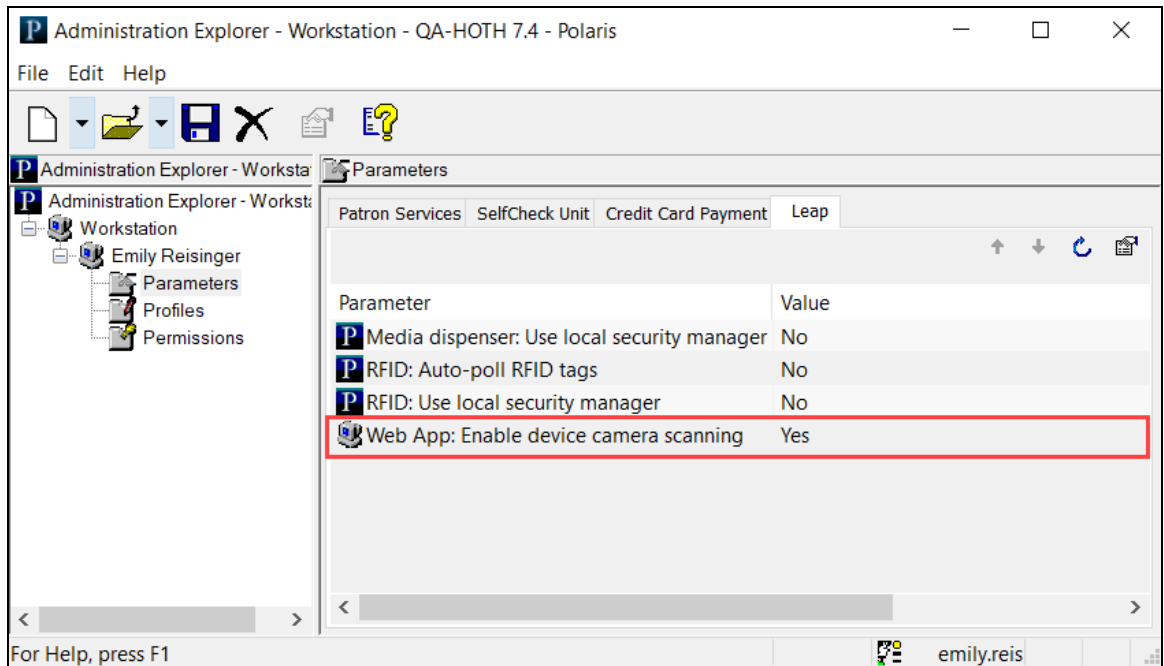 Administration Explorer - Workstation - QA-HOTH 7.4 - Polaris
File Edit Help
Administration Explorer - Worksta
Parameters
Administration Explorer - Worksta
Workstation
Emily Reisinger
Parameters
Profiles
Permissions
Patron Services SelfCheck Unit Credit Card Payment Leap
Parameter Value
Media dispenser: Use local security manager No
RFID: Auto-poll RFID tags No
RFID: Use local security manager No
Web App: Enable device camera scanning Yes
For Help, press F1
emily.reis